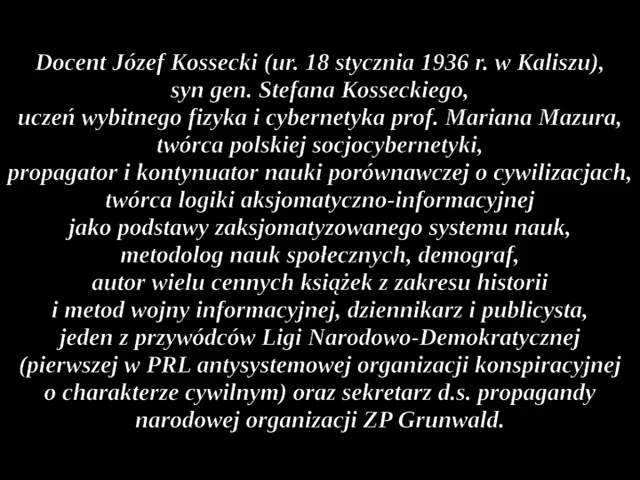 Docent Józef Kossecki (ur. 18 stycznia 1936 r. w Kaliszu),
syn gen. Stefana Kosseckiego,
uczeń wybitnego fizyka i cybernetyka prof. Mariana Mazura,
twórca polskiej socjocybernetyki,
propagator i kontynuator nauki porównawczej o cywilizacjach,
twórca logiki aksjomatyczno-informacyjnej
jako podstawy zaksjomatyzowanego systemu nauk,
metodolog nauk społecznych, demograf,
autor wielu cennych książek z zakresu historii
i metod wojny informacyjnej, dziennikarz i publicysta,
jeden z przywódców Ligi Narodowo-Demokratycznej
(pierwszej w PRL antysystemowej organizacji konspiracyjnej
o charakterze cywilnym) oraz sekretarz d.s. propagandy
narodowej organizacji ZP Grunwald.